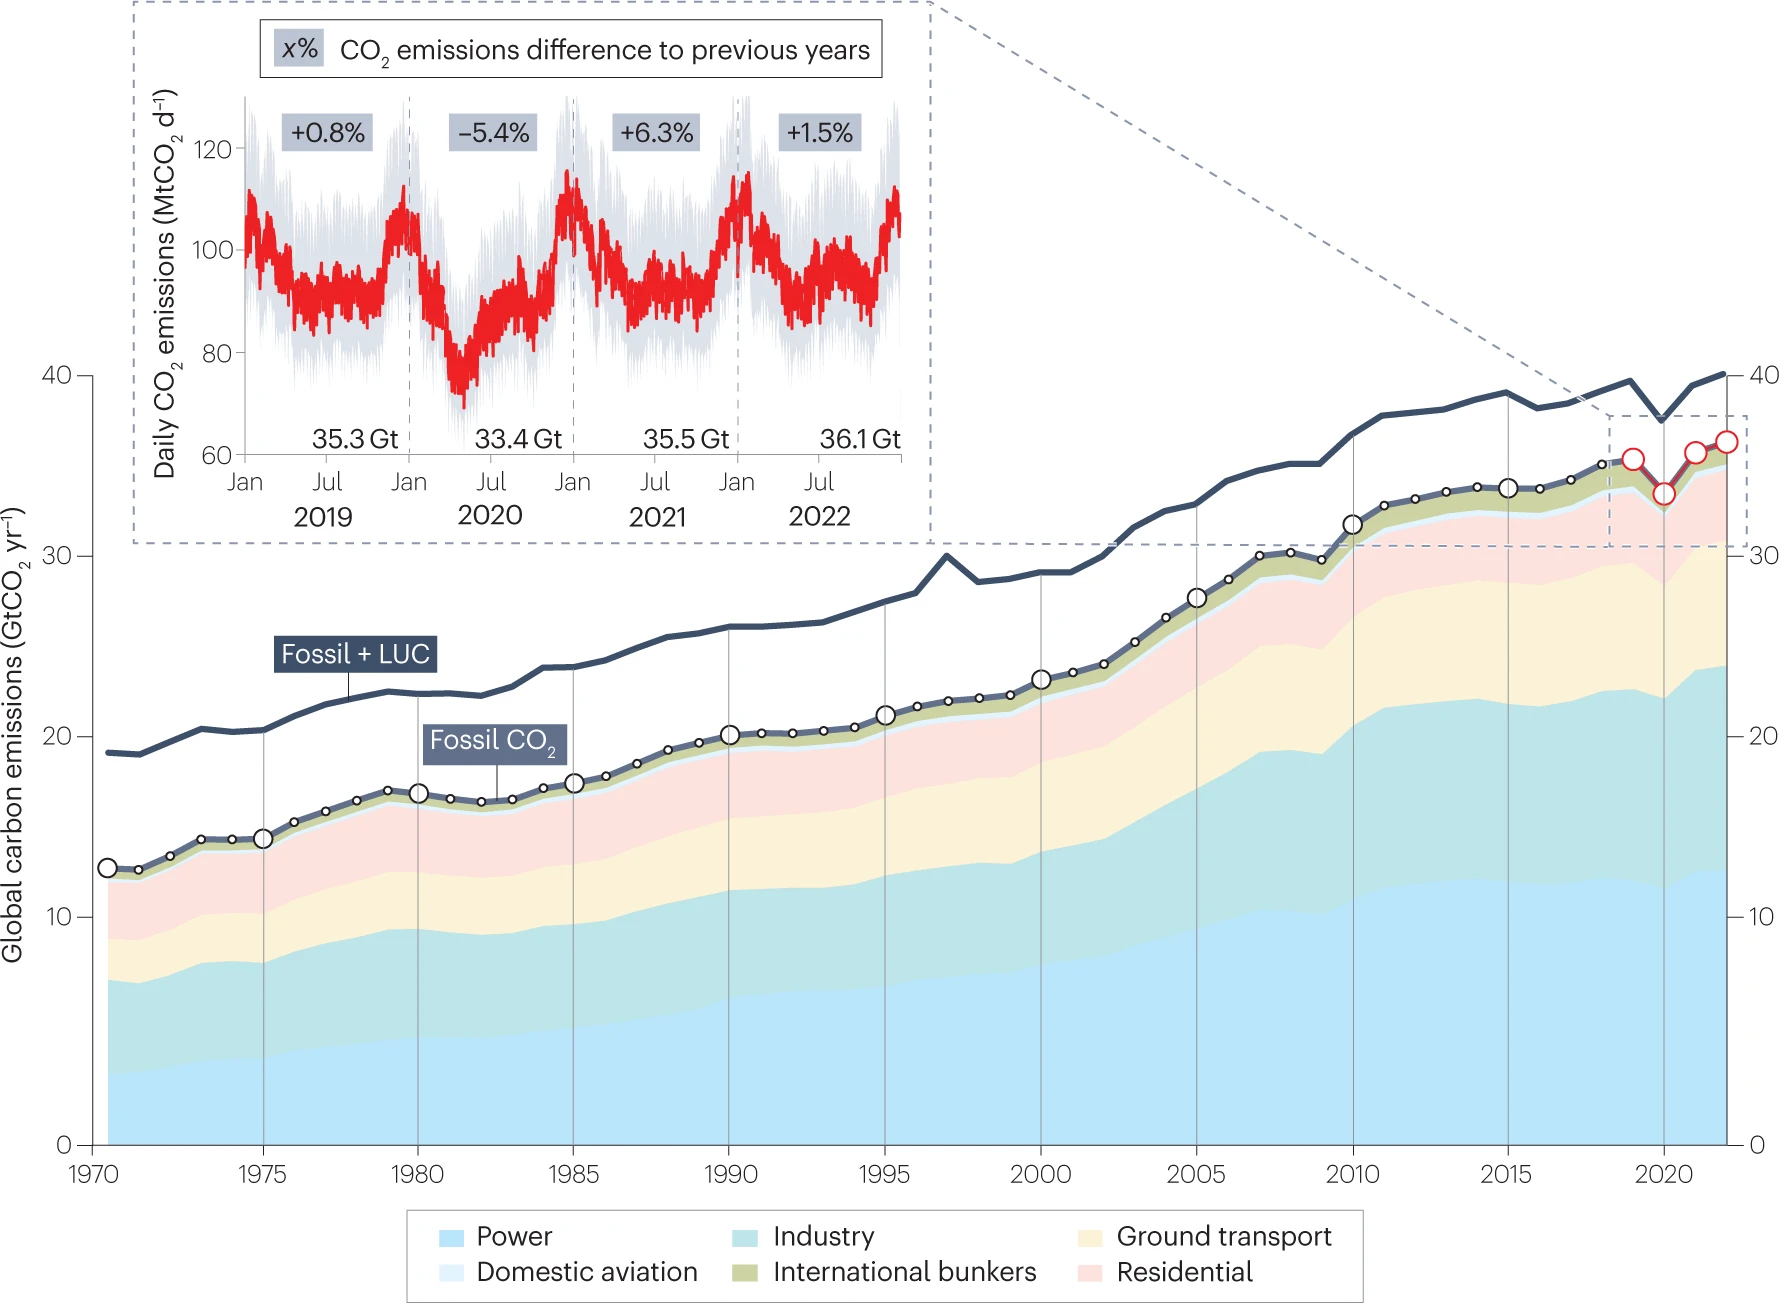 x% CO₂ emissions difference to previous years
Daily CO₂ emissions (MtCO₂ d⁻¹)
120
100
80
60
+0.8%
−5.4%
+6.3%
+1.5%
35.3 Gt
33.4 Gt
35.5 Gt
36.1 Gt
Jan Jul Jan Jul Jan Jul Jan Jul
2019 2020 2021 2022
Global carbon emissions (GtCO₂ yr⁻¹)
40
30
20
10
0
Fossil + LUC
Fossil CO₂
40
30
20
10
0
1970 1975 1980 1985 1990 1995 2000 2005 2010 2015 2020
Power Industry Ground transport
Domestic aviation International bunkers Residential